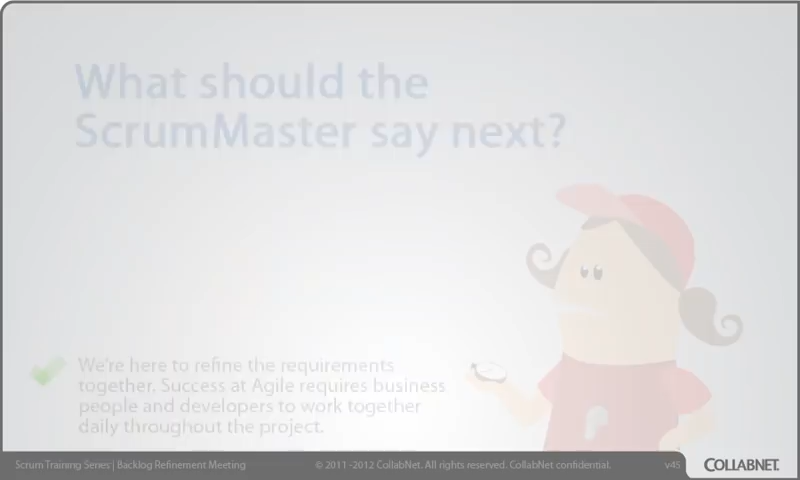 What should the
ScrumMaster say next?
We're here to refine the requirements
together. Success at Agile requires business
people and developers to work together
daily throughout the project.
Scrum Training Series | Backlog Refinement Meeting
© 2011 -2012 CollabNet. All rights reserved. CollabNet confidential.
v45
COLLABNET.